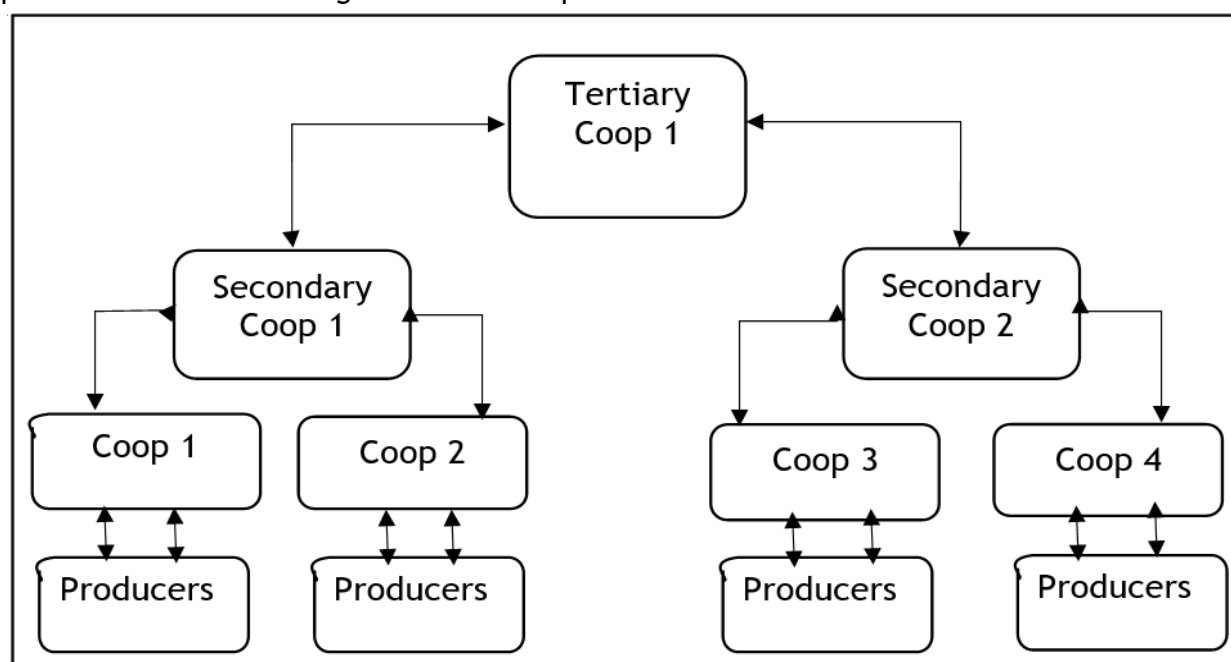 Tertiary
Coop 1
Secondary
Coop 1
Secondary
Coop 2
Coop 1
Coop 2
Coop 3
Coop 4
Producers
Producers
Producers
Producers